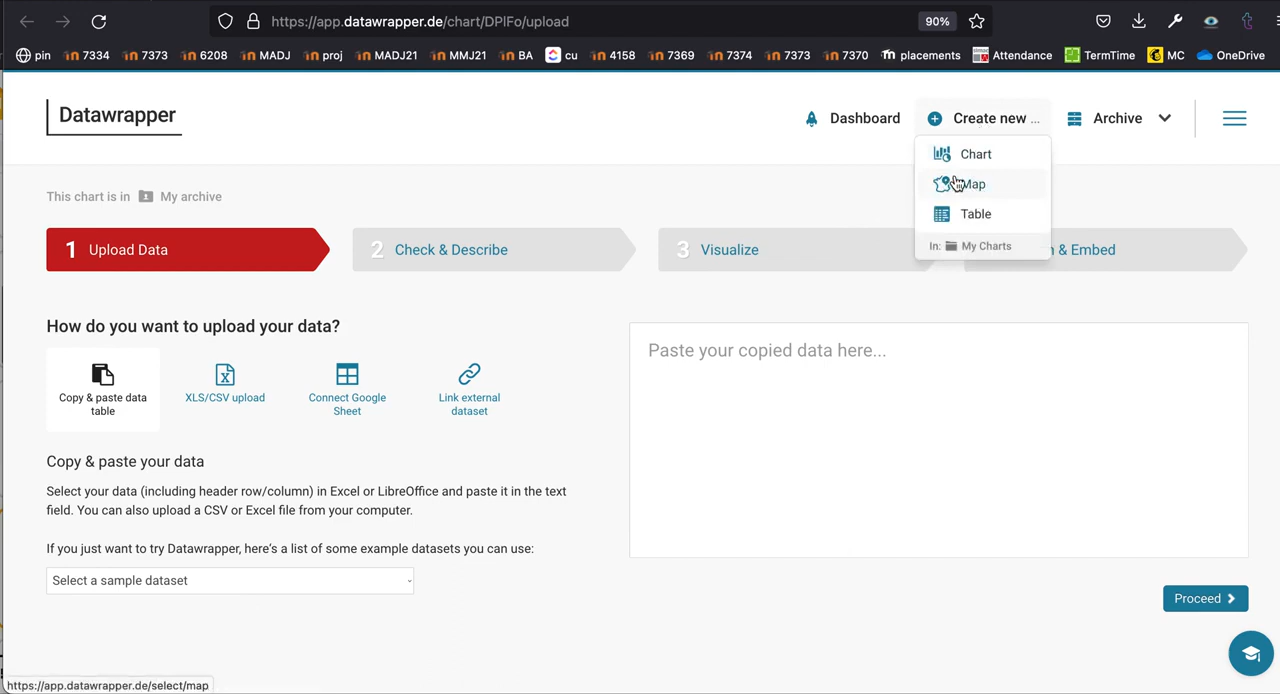 https://app.datawrapper.de/chart/DPIFo/upload
90%
pin
7334
7373
6208
MADJ
proj
MADJ21
MMJ21
BA
cu
4158
7369
7374
7373
7370
placements
Attendance
TermTime
MC
OneDrive
Datawrapper
Dashboard
Create new ...
Archive
Chart
Map
Table
In: My Charts
This chart is in My archive
1 Upload Data
2 Check & Describe
3 Visualize
& Embed
How do you want to upload your data?
Copy & paste data
table
XLS/CSV upload
Connect Google
Sheet
Link external
dataset
Paste your copied data here...
Copy & paste your data
Select your data (including header row/column) in Excel or LibreOffice and paste it in the text
field. You can also upload a CSV or Excel file from your computer.
If you just want to try Datawrapper, here's a list of some example datasets you can use:
Select a sample dataset
Proceed
https://app.datawrapper.de/select/map